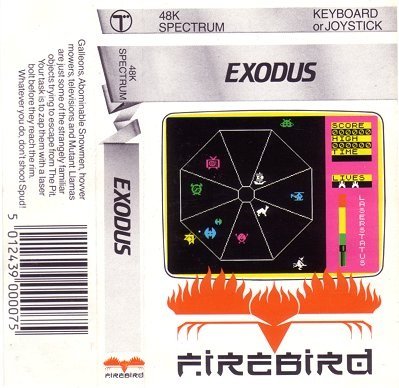 48K
SPECTRUM
KEYBOARD
or JOYSTICK
48K
SPECTRUM
EXODUS
Galleons, Abominable Snowmen, hovver
mowers, televisions and Mutant Llamas
are just some of the strangely familiar
objects trying to escape from The Pit.
Your task is to zap them with a laser
bolt before they reach the rim.
Whatever you do, don't shoot Spud!
EXODUS
SCORE
000000
HIGH
000000
TIME
LIVES
LASERSTATUS
5 012439 000075
FIREBIRD
FIREBIRD